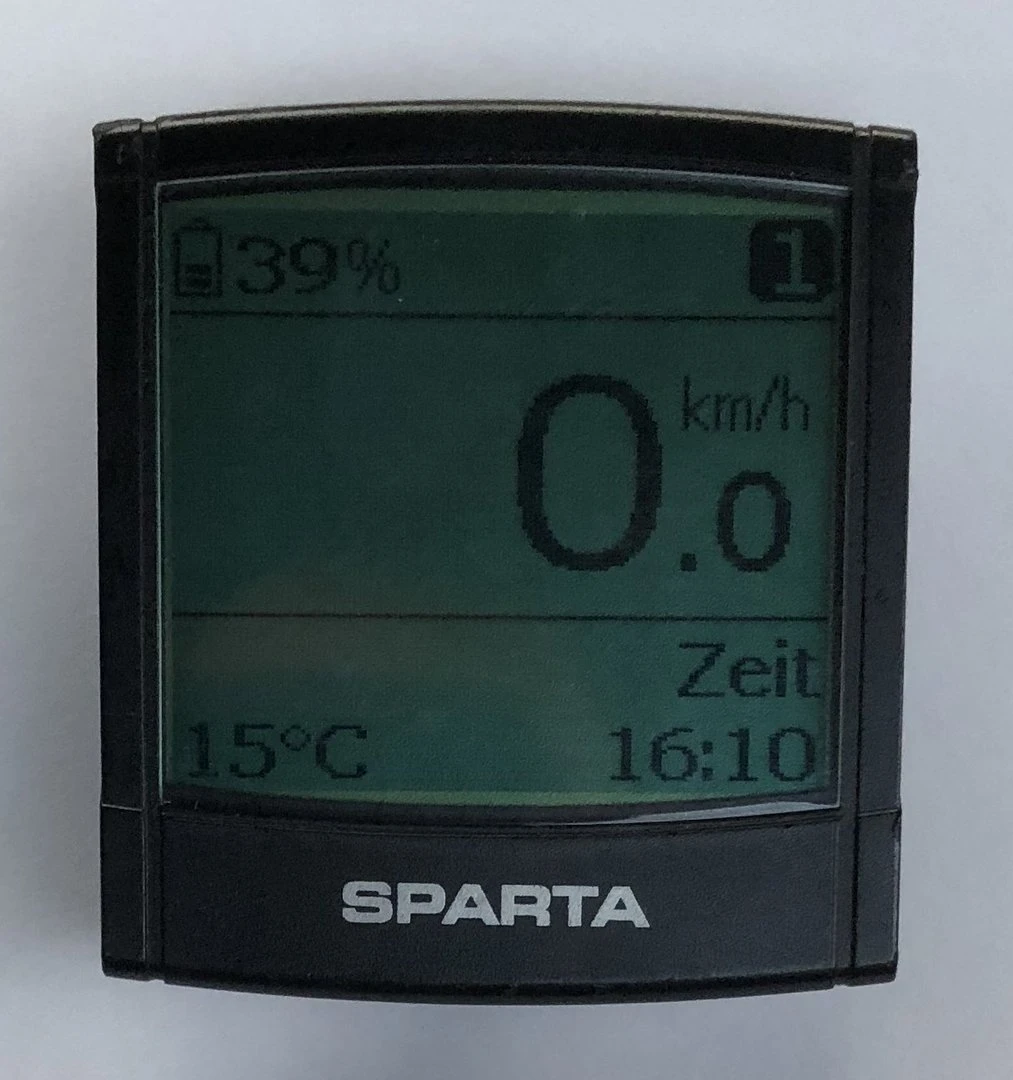 39% 1
km/h
0.0
Zeit
15°C 16:10
SPARTA